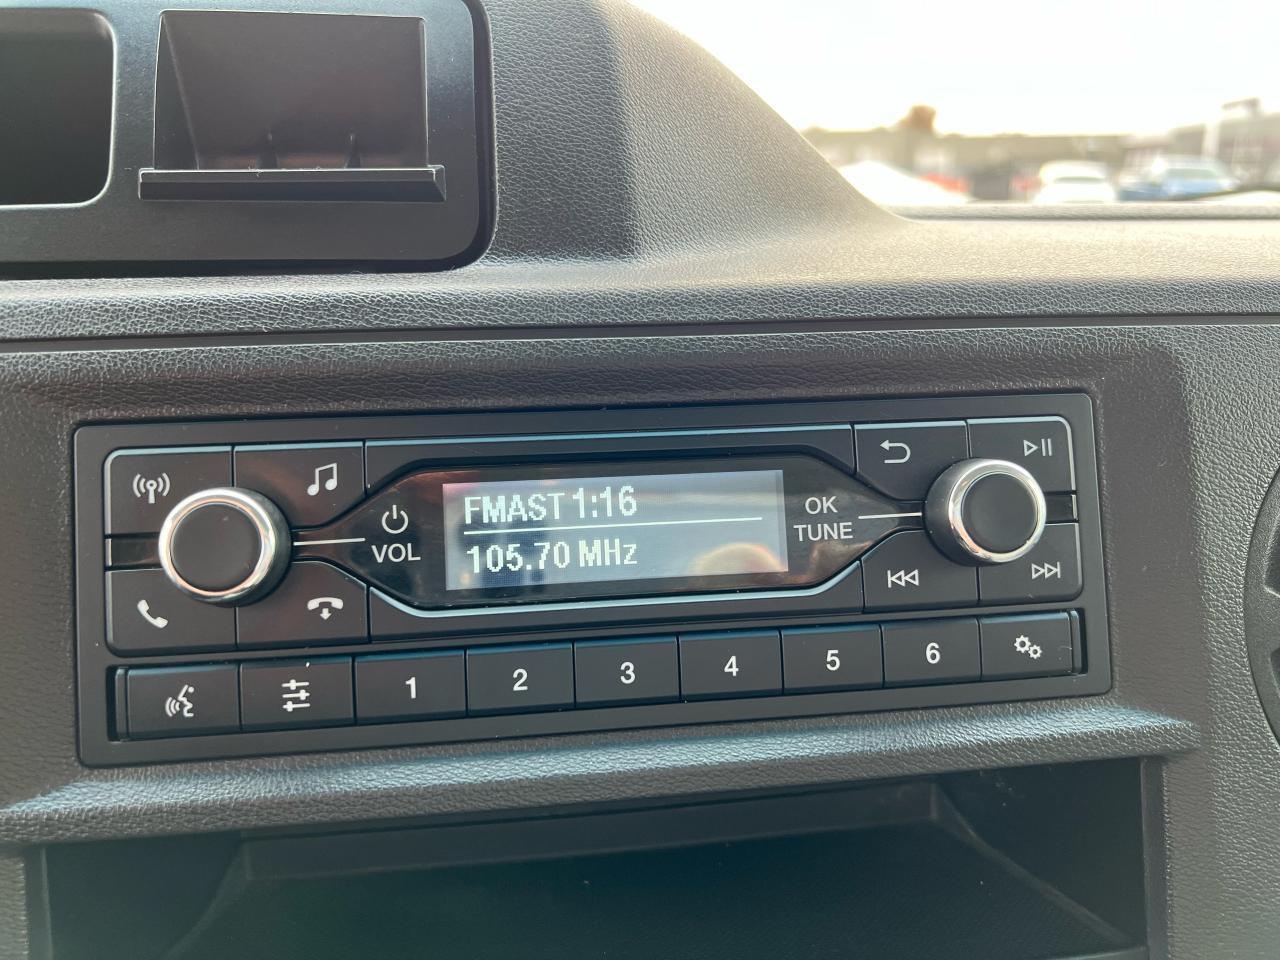 FMAST 1:16
105.70 MHz
VOL
OK
TUNE
1 2 3 4 5 6